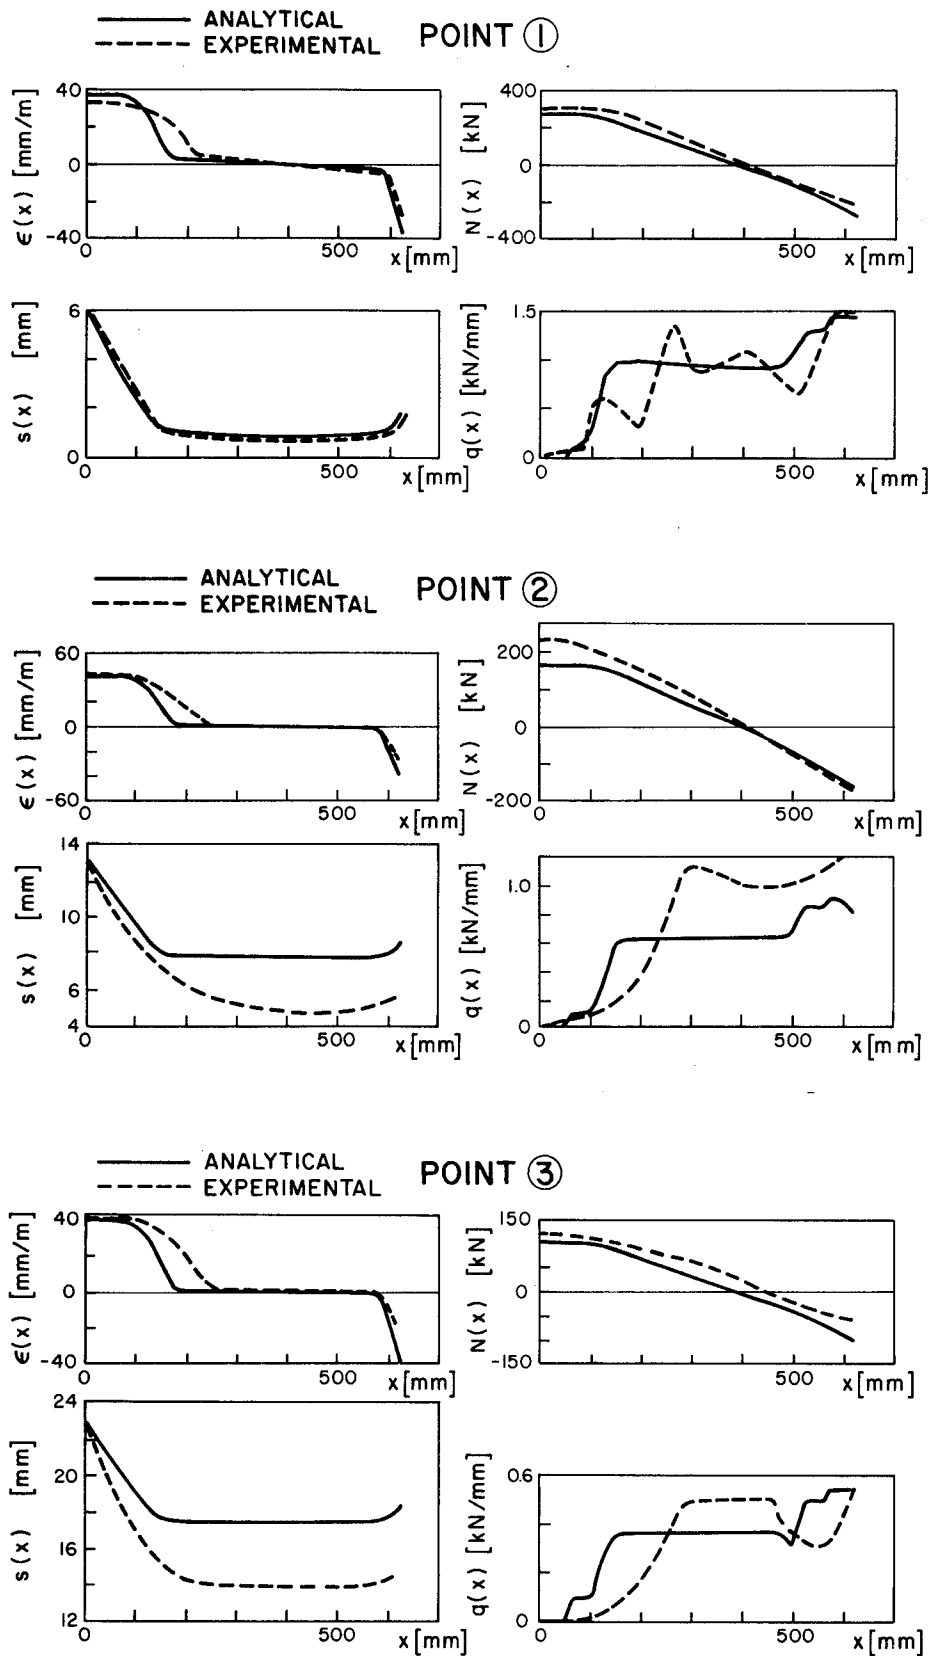 ANALYTICAL
EXPERIMENTAL
POINT ①
40
0
-40
ϵ(x) [mm/m]
0
500
x[mm]
400
0
-400
N(x) [kN]
500
x[mm]
6
0
s(x) [mm]
0
500
x[mm]
1.5
0
q(x) [kN/mm]
0
500
x[mm]
ANALYTICAL
EXPERIMENTAL
POINT ②
60
0
-60
ϵ(x) [mm/m]
500
x[mm]
200
0
-200
N(x) [kN]
500
x[mm]
14
10
6
4
s(x) [mm]
500
x[mm]
1.0
0
q(x) [kN/mm]
0
500
x[mm]
ANALYTICAL
EXPERIMENTAL
POINT ③
40
0
-40
ϵ(x) [mm/m]
500
x[mm]
150
0
-150
N(x) [kN]
500
x[mm]
24
20
16
12
s(x) [mm]
0
500
x[mm]
0.6
0
q(x) [kN/mm]
0
500
x[mm]